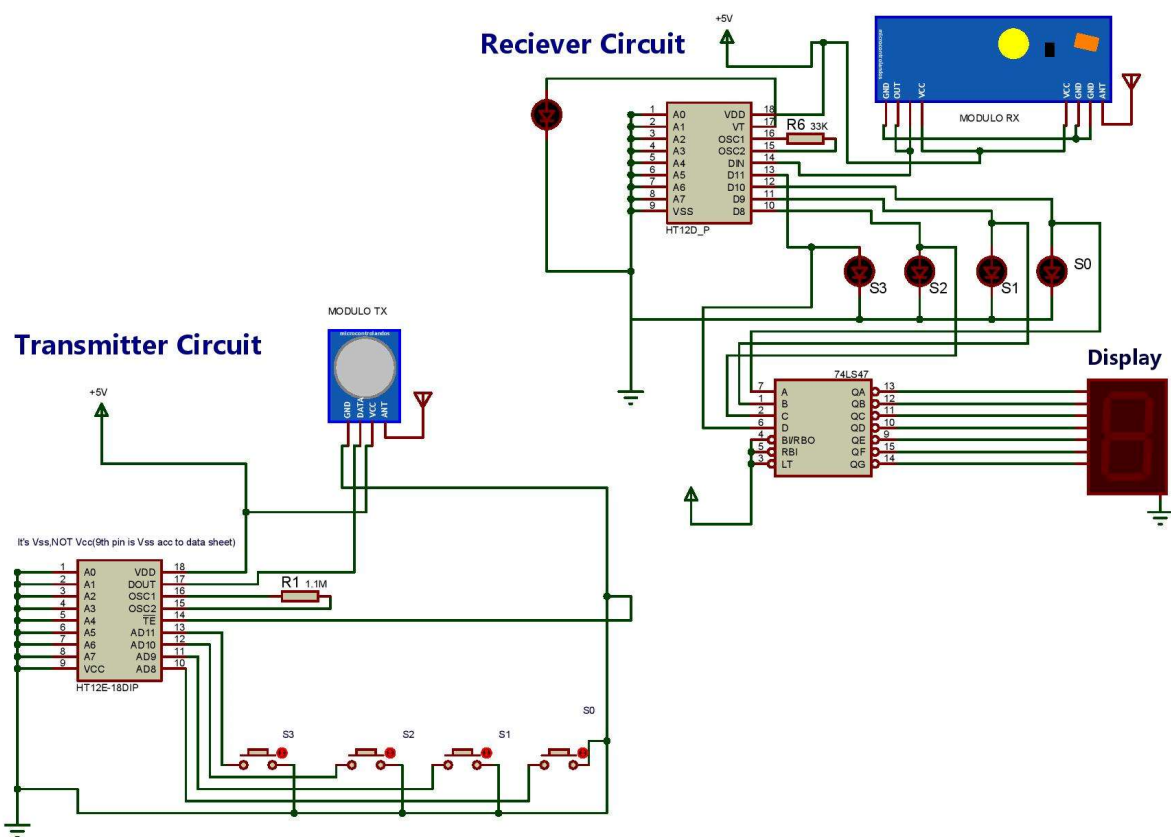 Reciever Circuit
+5V
microcontrolandos
GND OUT VCC VCC GND GND ANT
MODULO RX
1 A0 VDD 18
2 A1 VT 17
3 A2 OSC1 16
4 A3 OSC2 15
5 A4 DIN 14
6 A5 D11 13
7 A6 D10 12
8 A7 D9 11
9 VSS D8 10
HT12D_P
R6 33K
S3
S2
S1
S0
Transmitter Circuit
MODULO TX
microcontrolandos
GND DATA VCC ANT
+5V
Display
74LS47
7 A QA 13
1 B QB 12
2 C QC 11
6 D QD 10
4 BI/RBO QE 9
5 RBI QF 15
3 LT QG 14
It's Vss,NOT Vcc(9th pin is Vss acc to data sheet)
1 A0 VDD 18
2 A1 DOUT 17
3 A2 OSC1 16
4 A3 OSC2 15
5 A4 TE 14
6 A5 AD11 13
7 A6 AD10 12
8 A7 AD9 11
9 VCC AD8 10
HT12E-18DIP
R1 1.1M
S3
S2
S1
S0